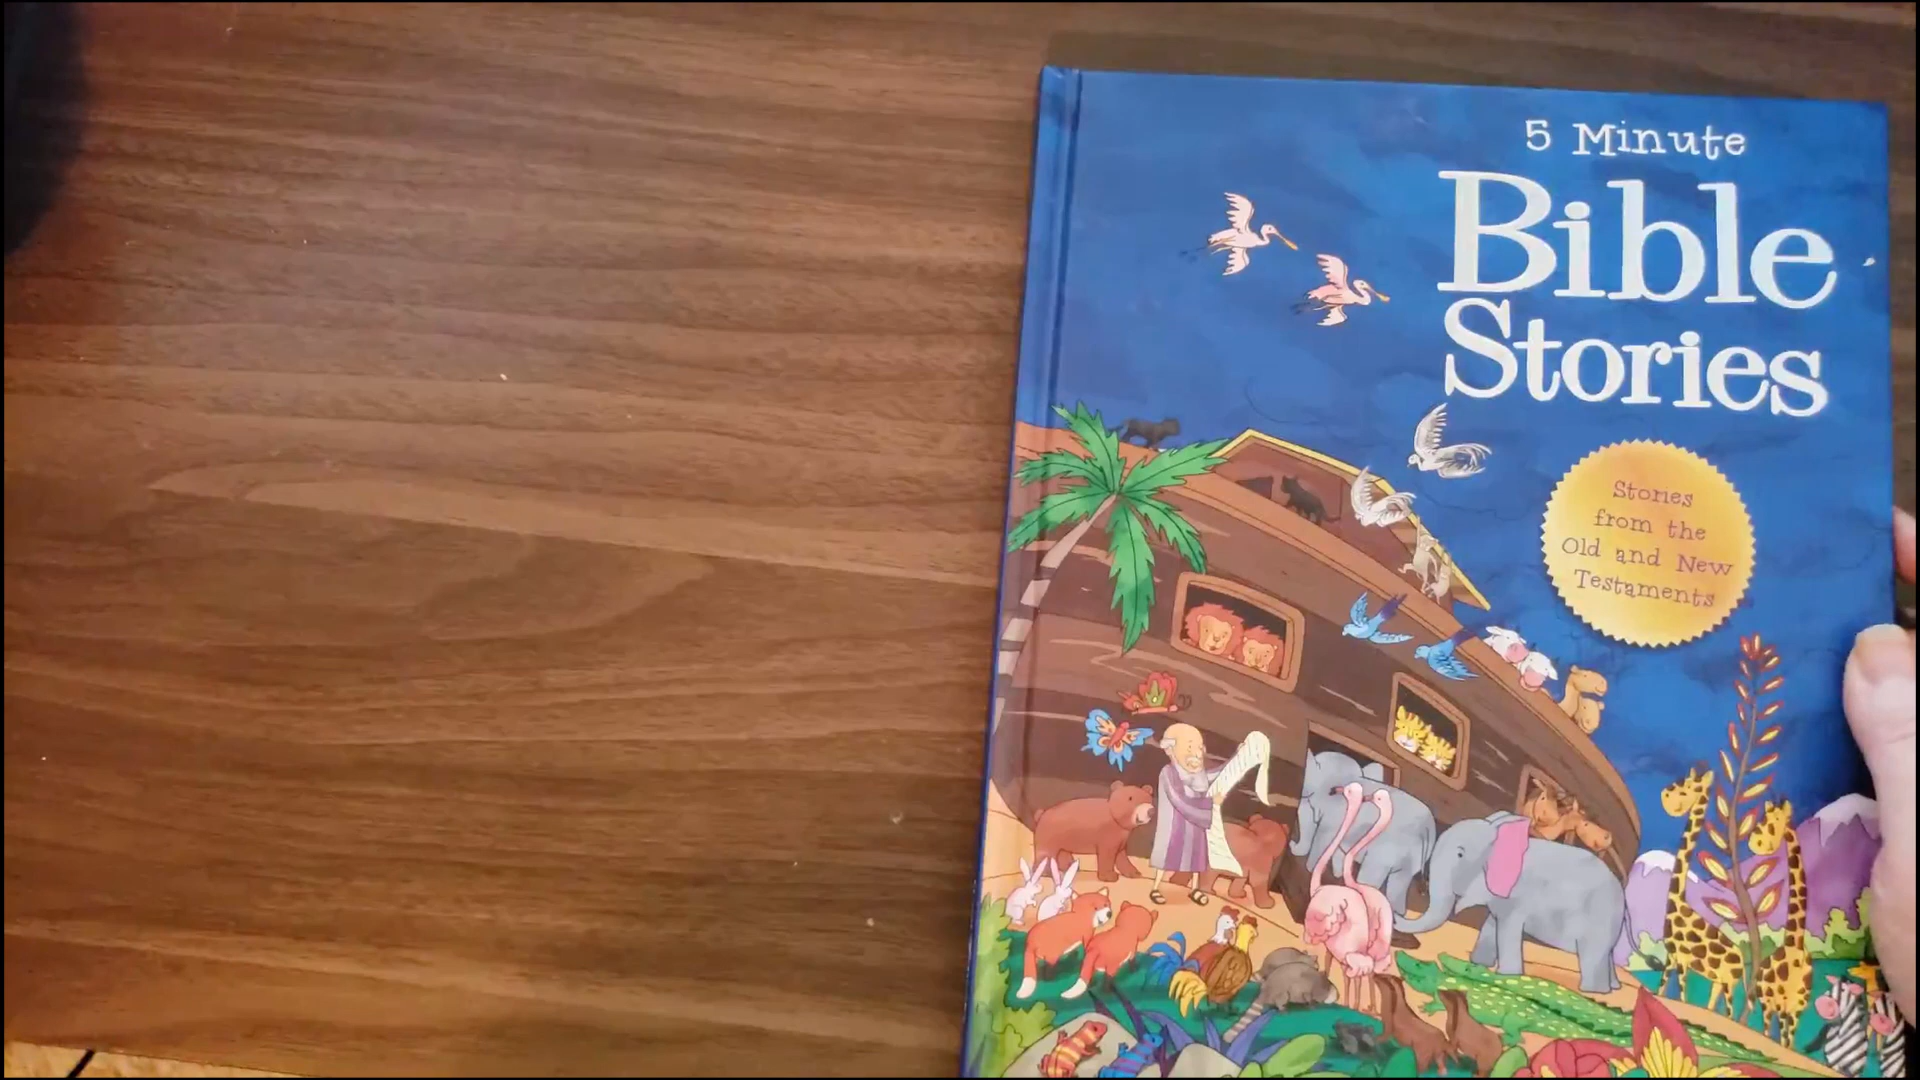 5 Minute
Bible
Stories
Stories
from the
Old and New
Testaments